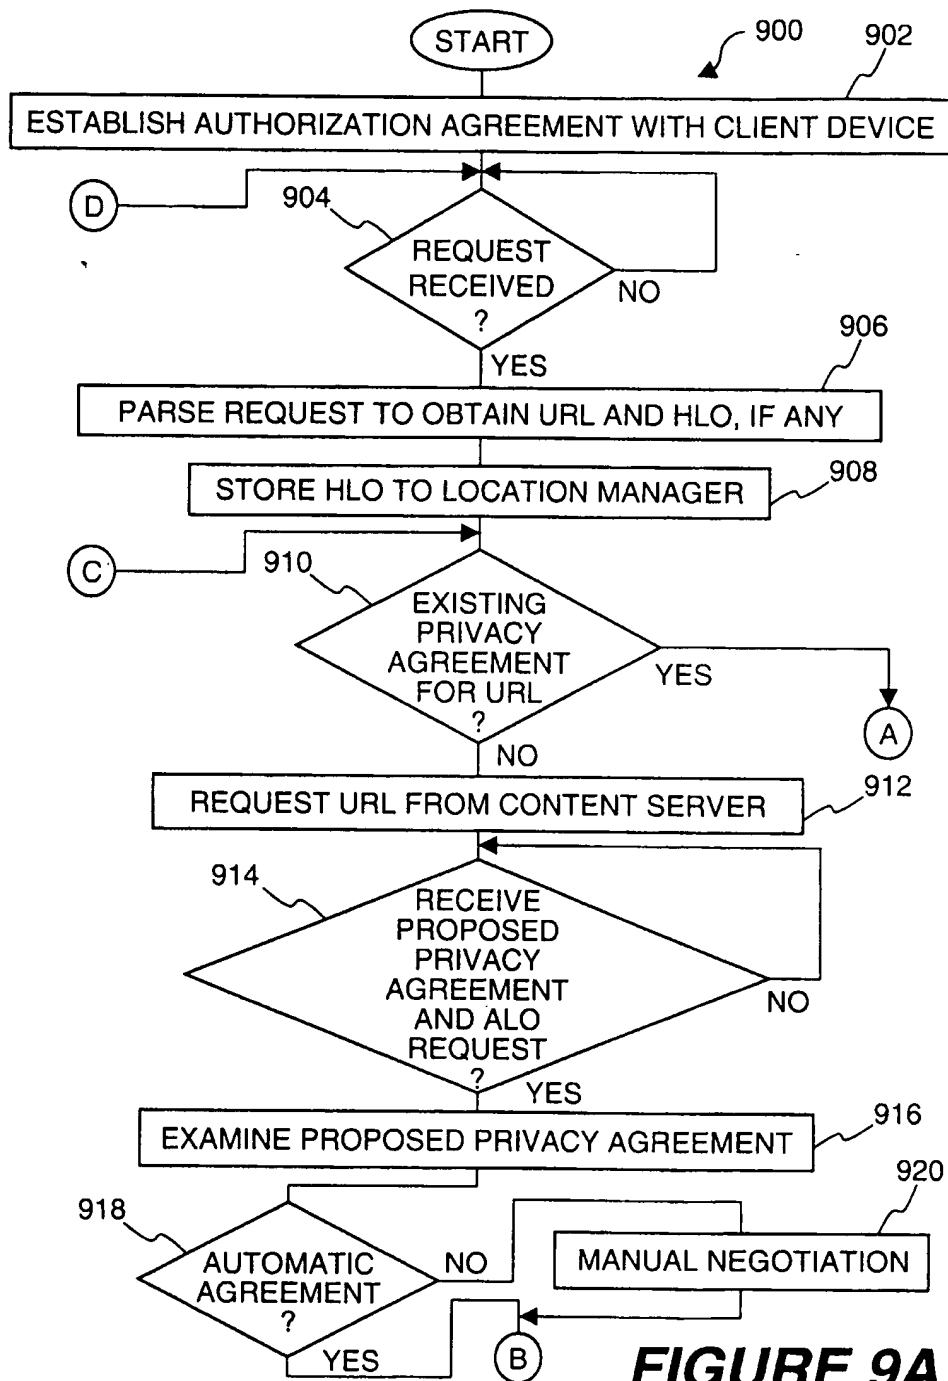 START
900
902
ESTABLISH AUTHORIZATION AGREEMENT WITH CLIENT DEVICE
D
904
REQUEST
RECEIVED
?
NO
YES
906
PARSE REQUEST TO OBTAIN URL AND HLO, IF ANY
STORE HLO TO LOCATION MANAGER
908
C
910
EXISTING
PRIVACY
AGREEMENT
FOR URL
?
YES
A
NO
REQUEST URL FROM CONTENT SERVER
912
914
RECEIVE
PROPOSED
PRIVACY
AGREEMENT
AND ALO
REQUEST
?
NO
YES
EXAMINE PROPOSED PRIVACY AGREEMENT
916
918
AUTOMATIC
AGREEMENT
?
NO
920
MANUAL NEGOTIATION
YES
B
FIGURE 9A